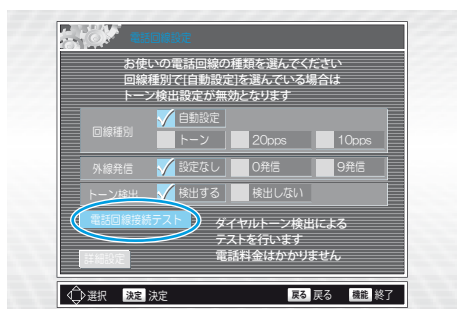 電話回線設定
お使いの電話回線の種類を選んでください
回線種別で[自動設定]を選んでいる場合は
トーン検出設定が無効となります
回線種別 自動設定
トーン 20pps 10pps
外線発信 設定なし 0発信 9発信
トーン検出 検出する 検出しない
電話回線接続テスト ダイヤルトーン検出による
テストを行います
詳細設定 電話料金はかかりません
選択 決定 決定 戻る 戻る 機能 終了